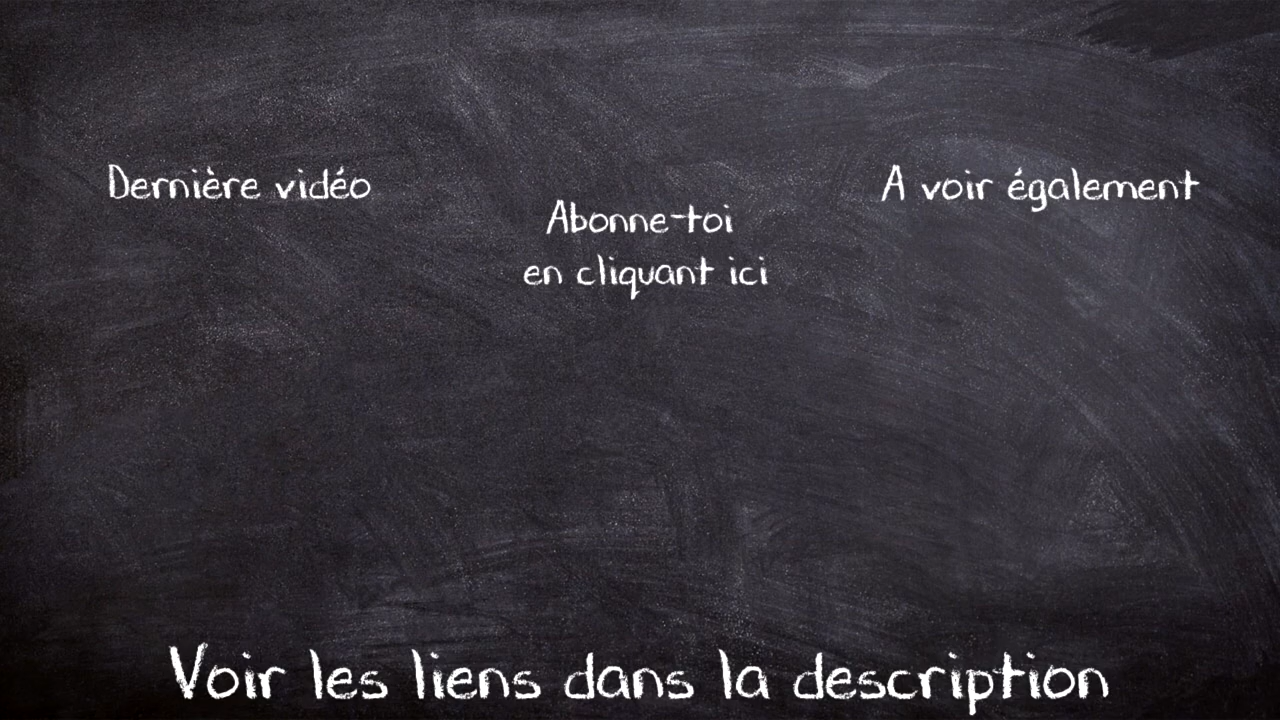 Dernière vidéo
A voir également
Abonne-toi
en cliquant ici
Voir les liens dans la description